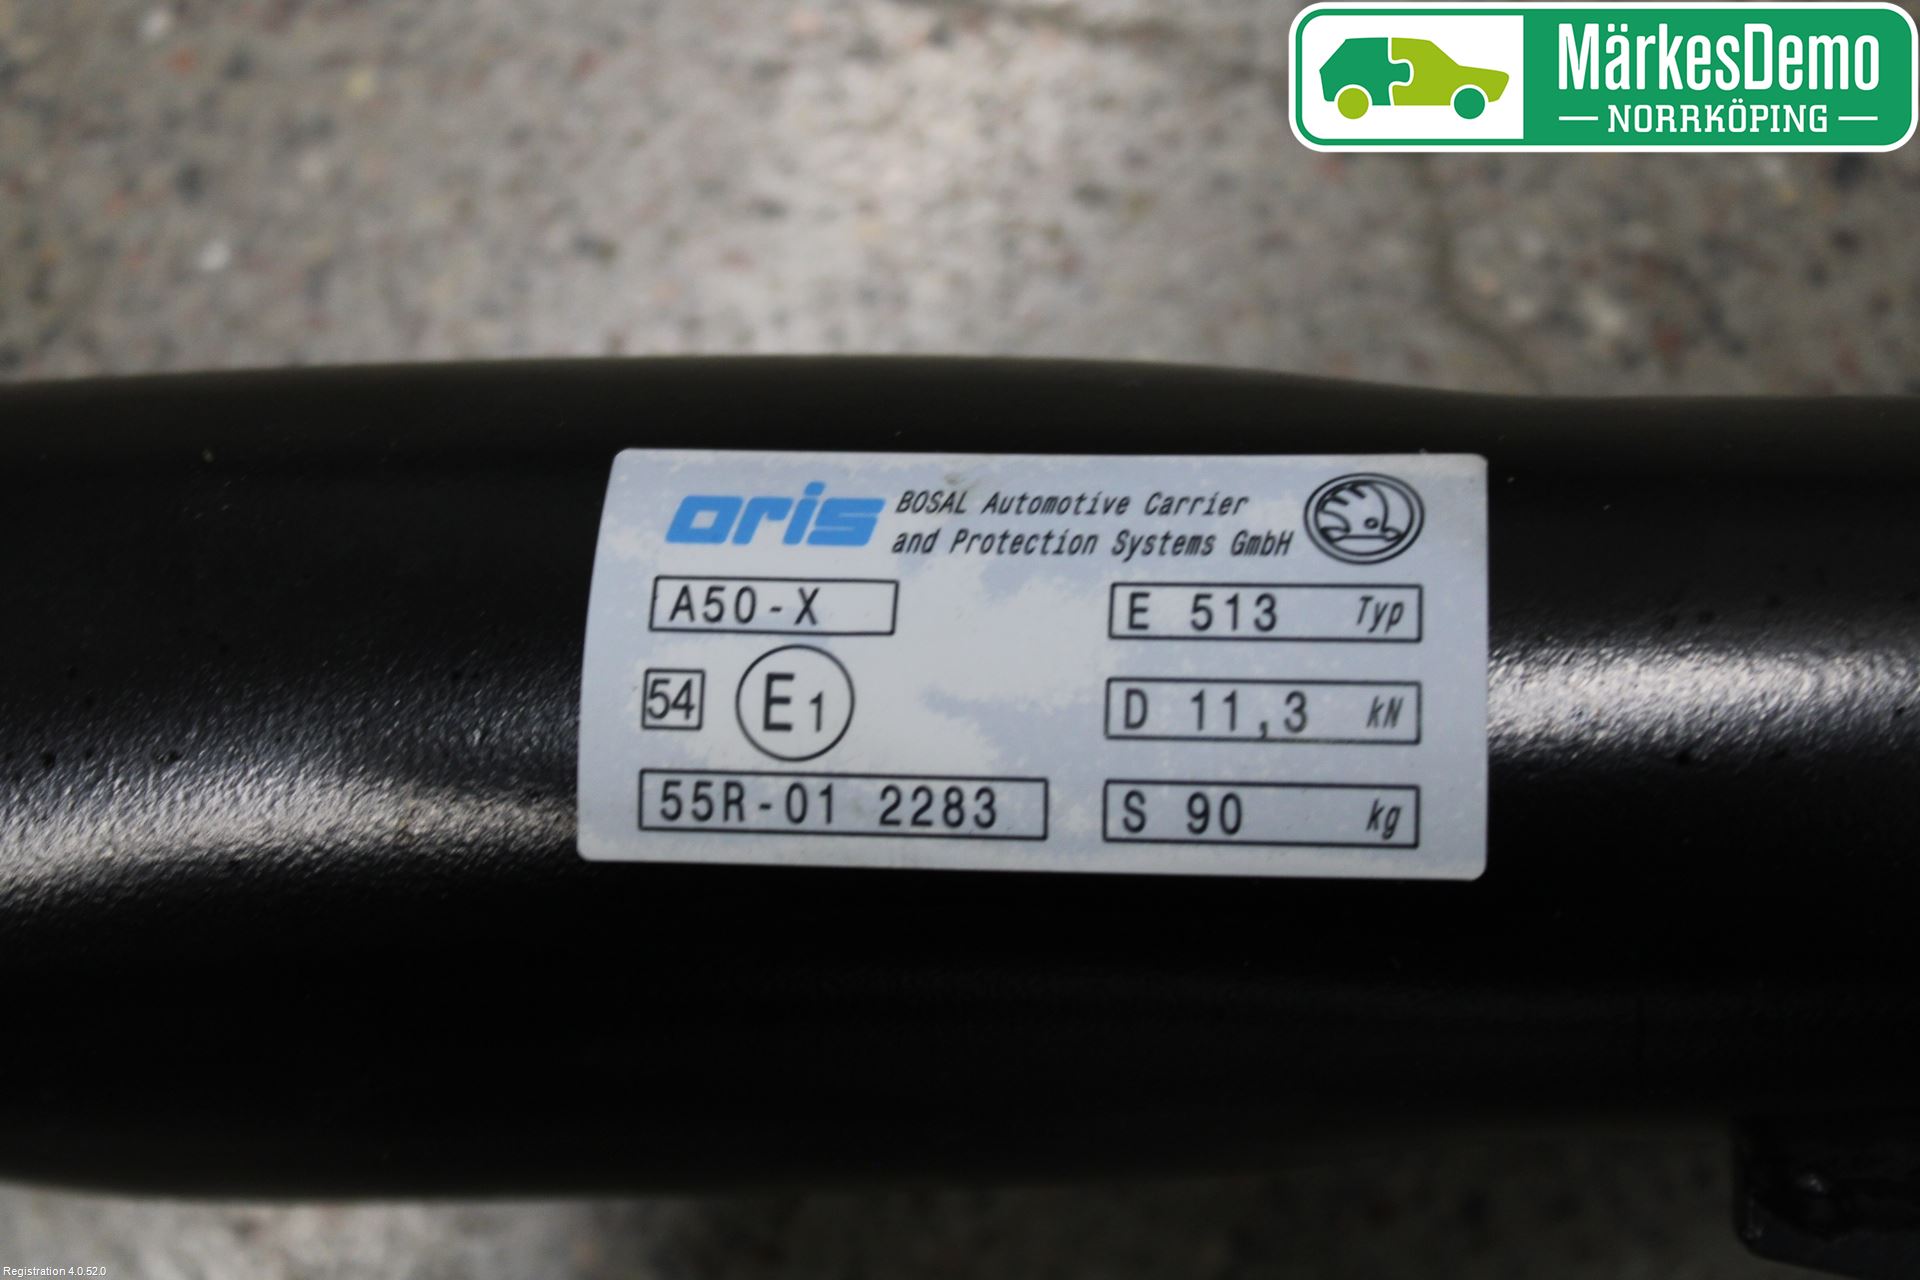 MärkesDemo
NORRKÖPING
oris BOSAL Automotive Carrier
and Protection Systems GmbH
A50-X
E 513 Typ
54 E1
D 11,3 kN
55R-01 2283
S 90 kg
Registration 4.0.52.0